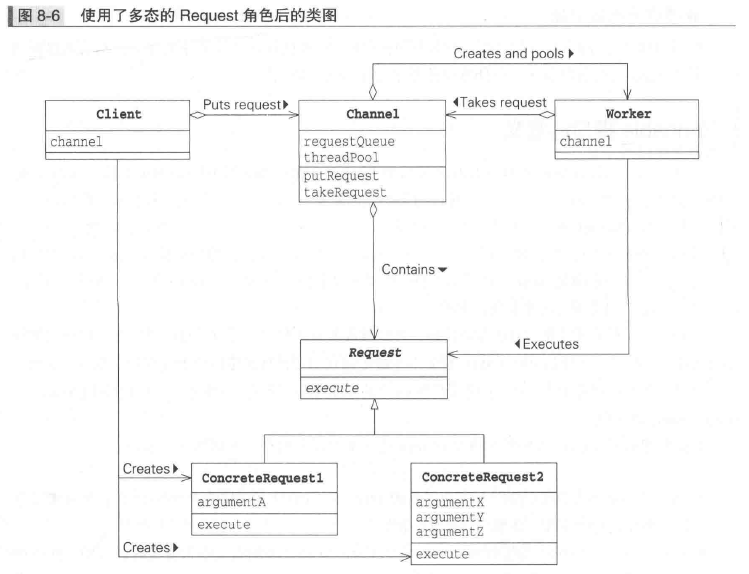 图 8-6 使用了多态的 Request 角色后的类图
Creates and pools ▶
Client
channel
Puts request ▶
Channel
requestQueue
threadPool
putRequest
takeRequest
◀ Takes request
Worker
channel
Contains ▼
◀ Executes
Request
execute
Creates ▶
ConcreteRequest1
argumentA
execute
ConcreteRequest2
argumentX
argumentY
argumentZ
execute
Creates ▶